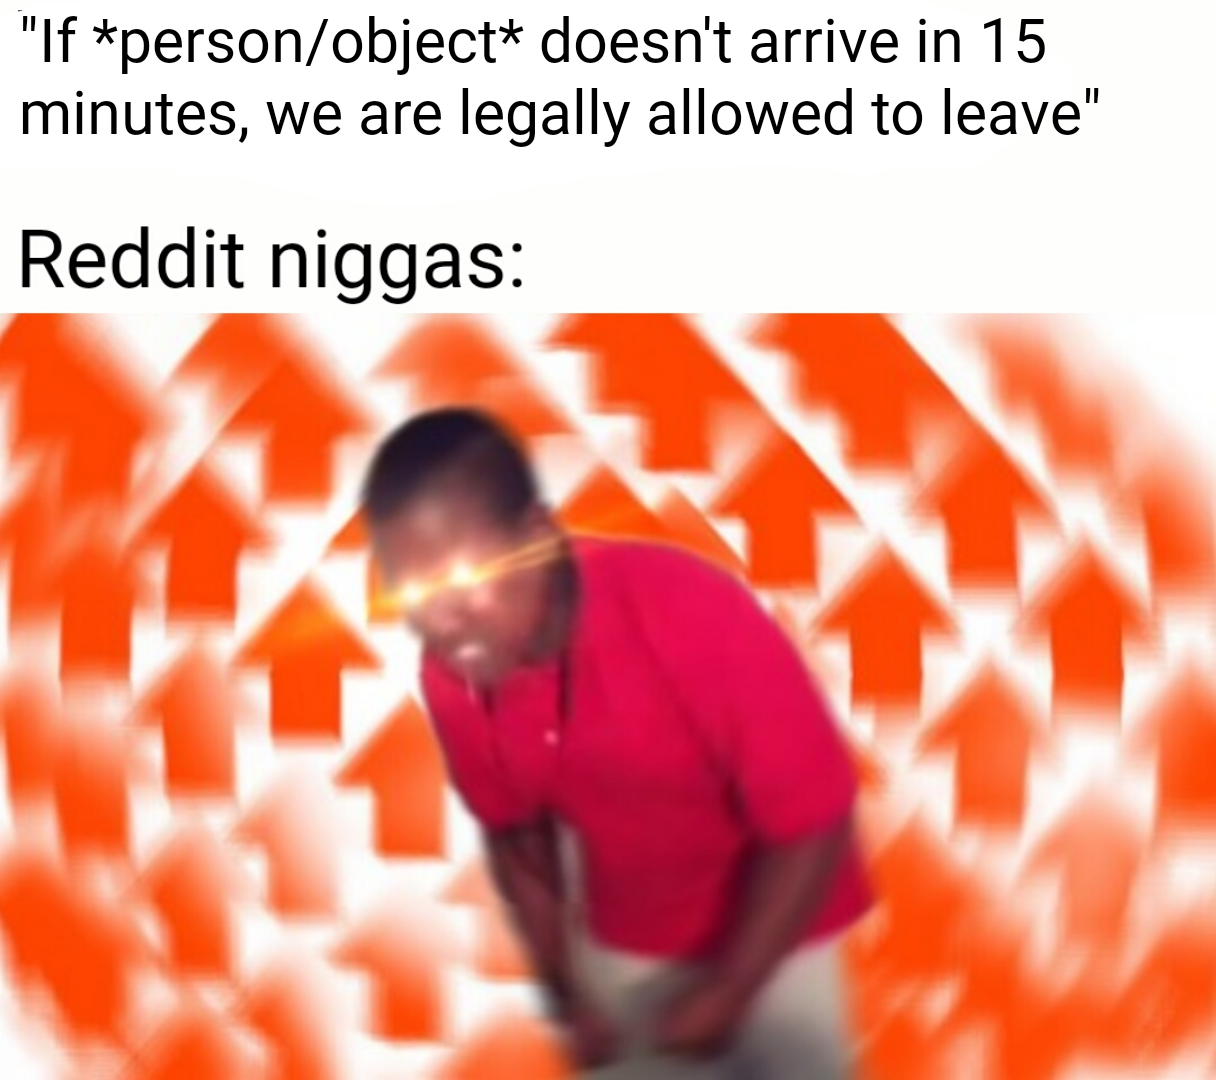 "If *person/object* doesn't arrive in 15
minutes, we are legally allowed to leave"
Reddit niggas: